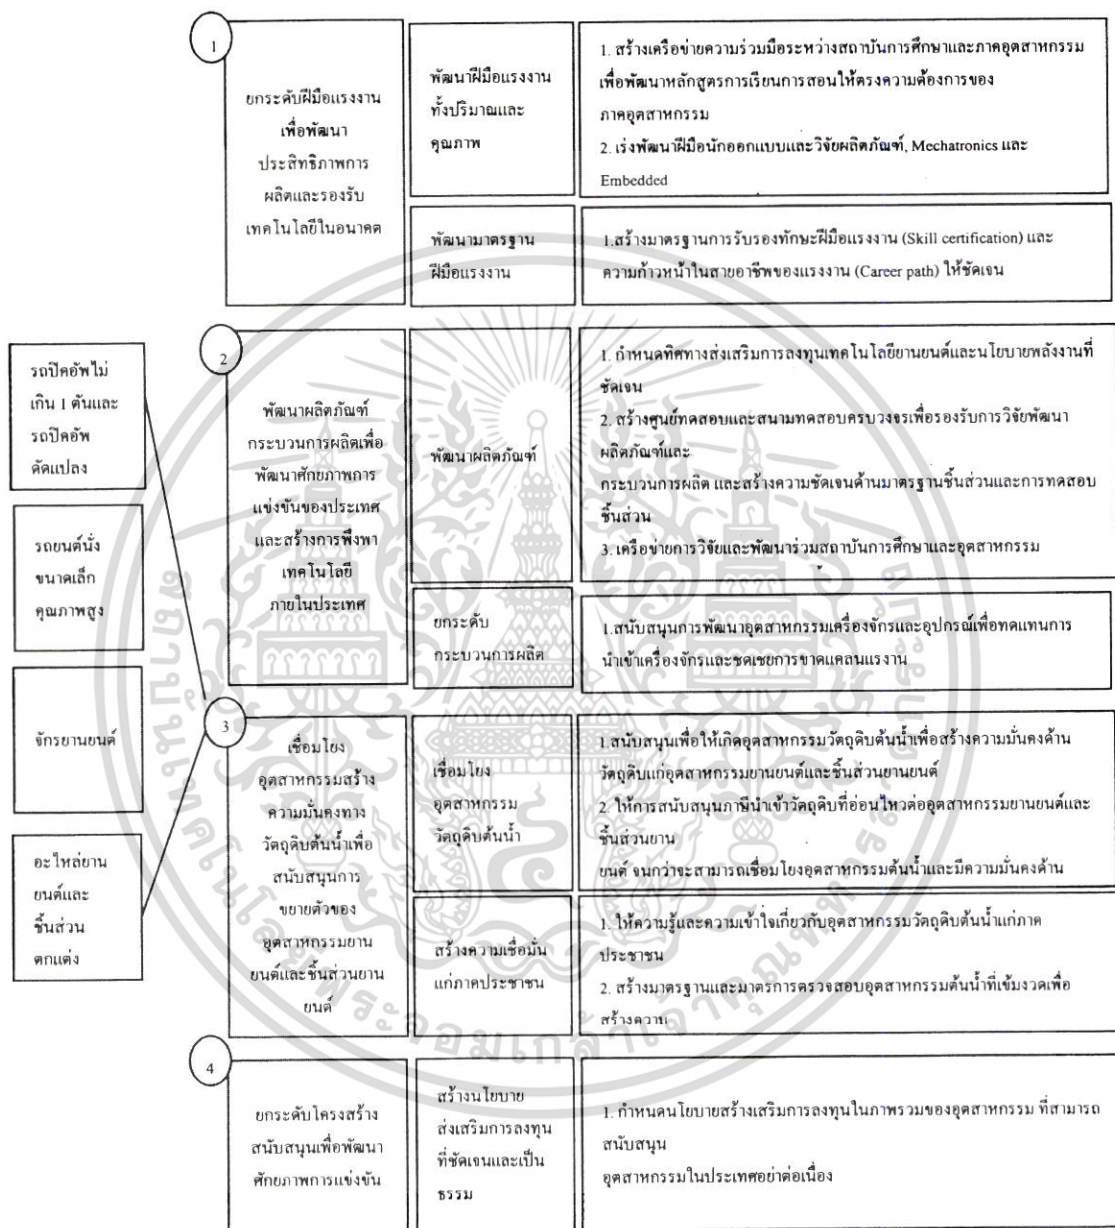 1
ยกระดับฝีมือแรงงาน
เพื่อพัฒนา
ประสิทธิภาพการ
ผลิตและรองรับ
เทคโนโลยีในอนาคต
พัฒนาฝีมือแรงงาน
ทั้งปริมาณและ
คุณภาพ
1. สร้างเครือข่ายความร่วมมือระหว่างสถาบันการศึกษาและภาคอุตสาหกรรม
เพื่อพัฒนาหลักสูตรการเรียนการสอนให้ตรงความต้องการของ
ภาคอุตสาหกรรม
2. เร่งพัฒนาฝีมือนักออกแบบและวิจัยผลิตภัณฑ์, Mechatronics และ
Embedded
พัฒนามาตรฐาน
ฝีมือแรงงาน
1.สร้างมาตรฐานการรับรองทักษะฝีมือแรงงาน (Skill certification) และ
ความก้าวหน้าในสายอาชีพของแรงงาน (Career path) ให้ชัดเจน
รถปิคอัพไม่
เกิน 1 ตันและ
รถปิคอัพ
ดัดแปลง
รถยนต์นั่ง
ขนาดเล็ก
คุณภาพสูง
จักรยานยนต์
อะไหล่ยาน
ยนต์และ
ชิ้นส่วน
ตกแต่ง
2
พัฒนาผลิตภัณฑ์
กระบวนการผลิตเพื่อ
พัฒนาศักยภาพการ
แข่งขันของประเทศ
และสร้างการพึ่งพา
เทคโนโลยี
ภายในประเทศ
พัฒนาผลิตภัณฑ์
1. กำหนดทิศทางส่งเสริมการลงทุนเทคโนโลยียานยนต์และนโยบายพลังงานที่
ชัดเจน
2. สร้างศูนย์ทดสอบและสนามทดสอบครบวงจรเพื่อรองรับการวิจัยพัฒนา
ผลิตภัณฑ์และ
กระบวนการผลิต และสร้างความชัดเจนด้านมาตรฐานชิ้นส่วนและการทดสอบ
ชิ้นส่วน
3. เครือข่ายการวิจัยและพัฒนาร่วมสถาบันการศึกษาและอุตสาหกรรม
ยกระดับ
กระบวนการผลิต
1.สนับสนุนการพัฒนาอุตสาหกรรมเครื่องจักรและอุปกรณ์เพื่อทดแทนการ
นำเข้าเครื่องจักรและชดเชยการขาดแคลนแรงงาน
3
เชื่อมโยง
อุตสาหกรรมสร้าง
ความมั่นคงทาง
วัตถุดิบต้นน้ำเพื่อ
สนับสนุนการ
ขยายตัวของ
อุตสาหกรรมยาน
ยนต์และชิ้นส่วนยาน
ยนต์
เชื่อมโยง
อุตสาหกรรม
วัตถุดิบต้นน้ำ
1.สนับสนุนเพื่อให้เกิดอุตสาหกรรมวัตถุดิบต้นน้ำเพื่อสร้างความมั่นคงด้าน
วัตถุดิบแก่อุตสาหกรรมยานยนต์และชิ้นส่วนยานยนต์
2. ให้การสนับสนุนภาษีนำเข้าวัตถุดิบที่อ่อนไหวต่ออุตสาหกรรมยานยนต์และ
ชิ้นส่วนยาน
ยนต์ จนกว่าจะสามารถเชื่อมโยงอุตสาหกรรมต้นน้ำและมีความมั่นคงด้าน
สร้างความเชื่อมั่น
แก่ภาคประชาชน
1. ให้ความรู้และความเข้าใจเกี่ยวกับอุตสาหกรรมวัตถุดิบต้นน้ำแก่ภาค
ประชาชน
2. สร้างมาตรฐานและมาตรการตรวจสอบอุตสาหกรรมต้นน้ำที่เข้มงวดเพื่อ
สร้างความ
4
ยกระดับโครงสร้าง
สนับสนุนเพื่อพัฒนา
ศักยภาพการแข่งขัน
สร้างนโยบาย
ส่งเสริมการลงทุน
ที่ชัดเจนและเป็น
ธรรม
1. กำหนดนโยบายสร้างเสริมการลงทุนในภาพรวมของอุตสาหกรรม ที่สามารถ
สนับสนุน
อุตสาหกรรมในประเทศอย่าต่อเนื่อง
สถาบันเทคโนโลยีพระจอมเกล้าเจ้าคุณทหารลาดกระบัง